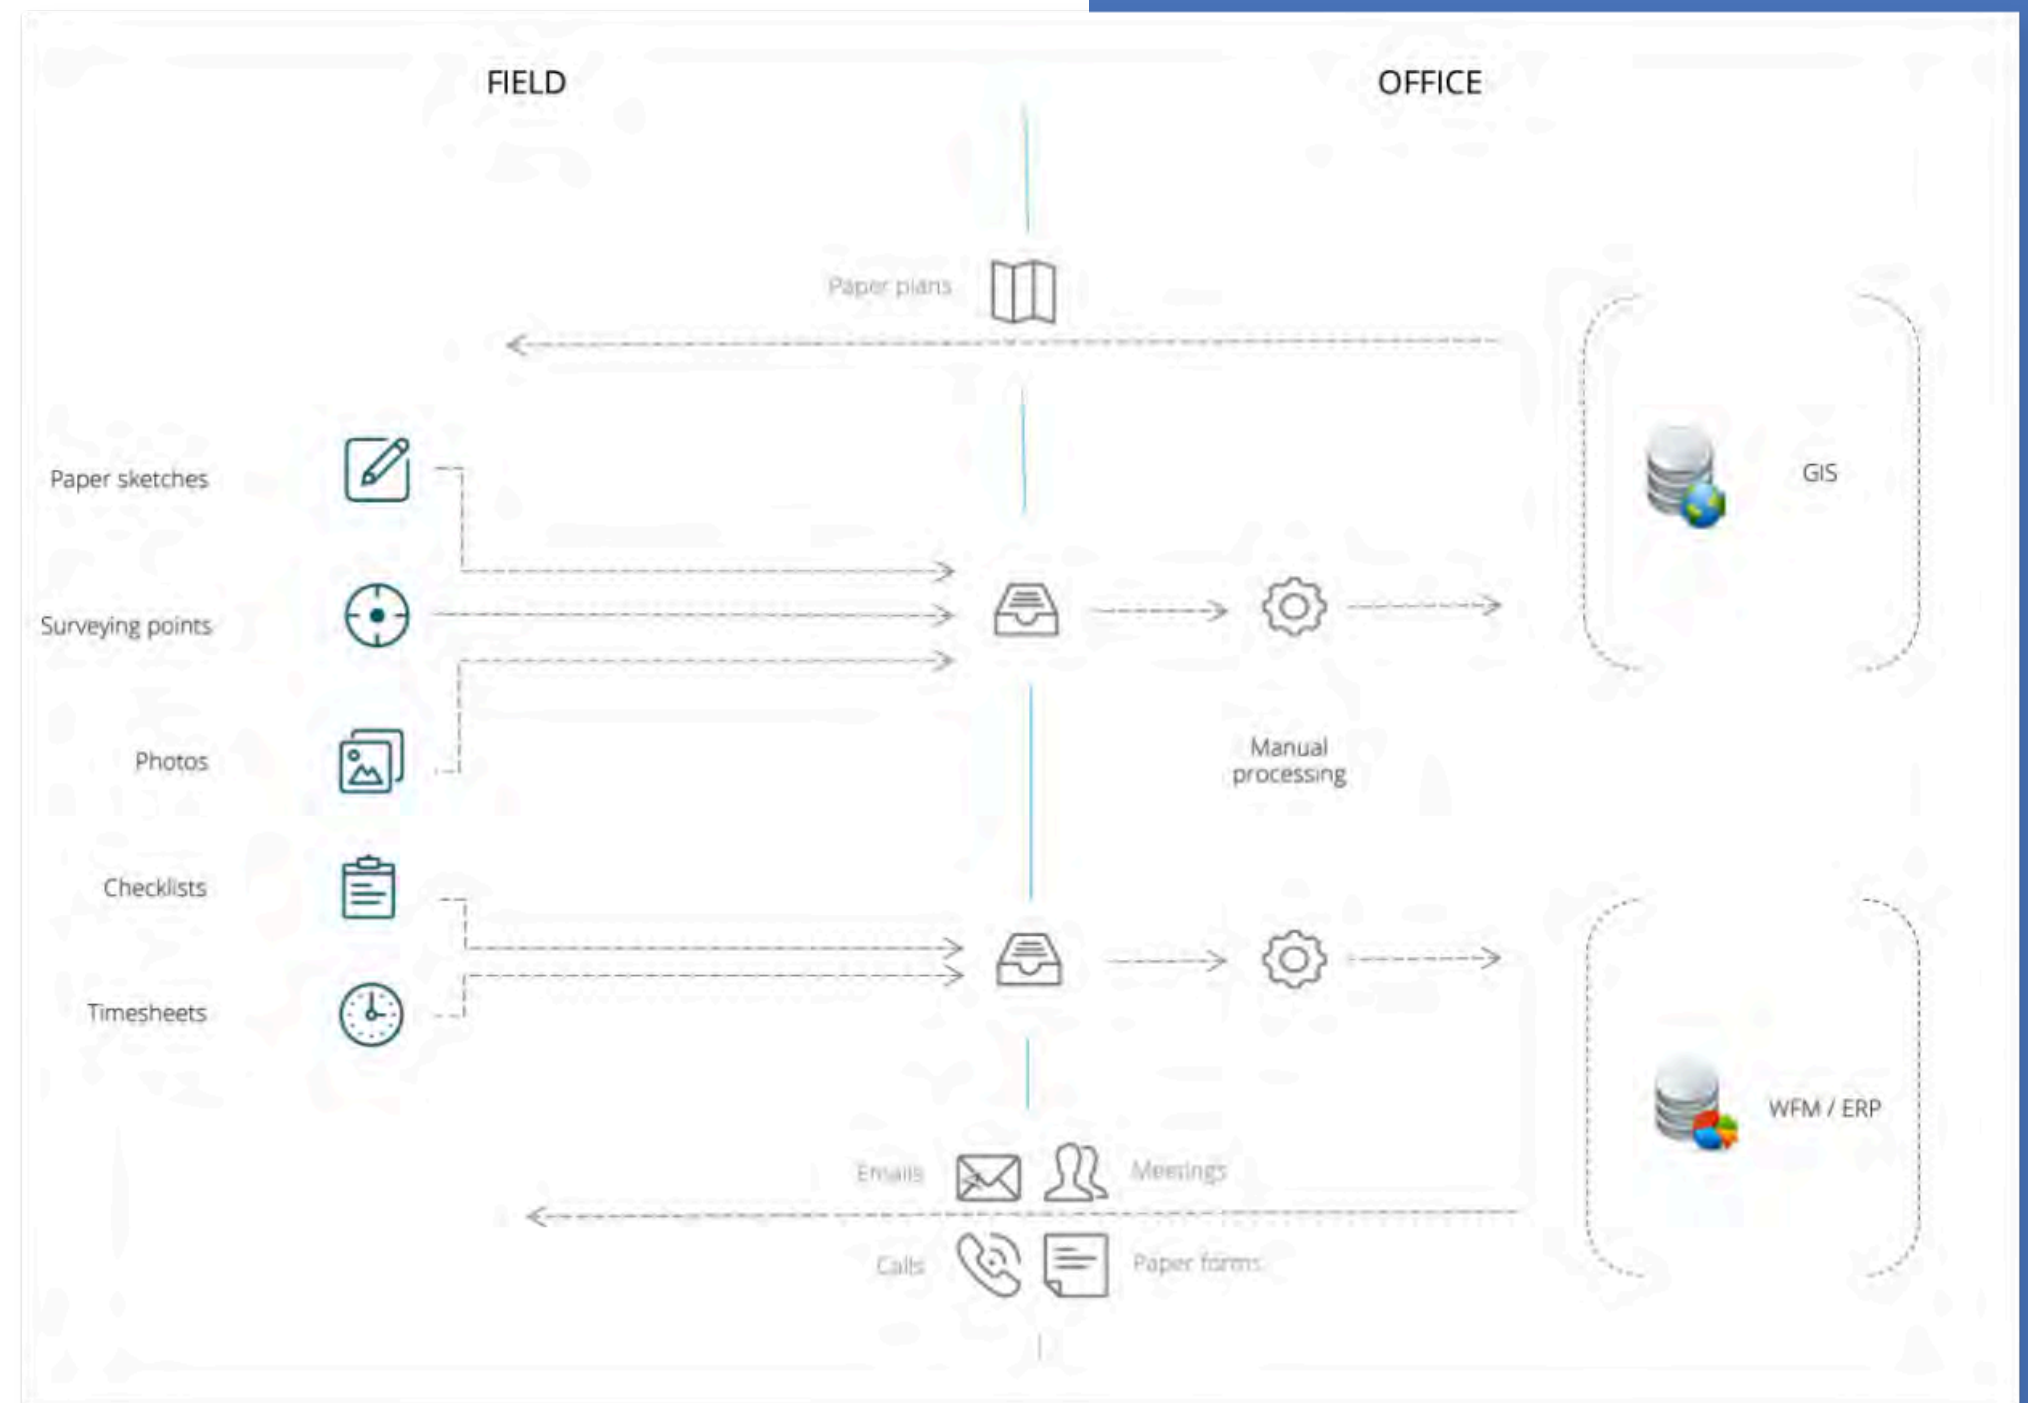 FIELD
OFFICE
Paper plans
Paper sketches
GIS
Surveying points
Manual
processing
Photos
Checklists
Timesheets
WFM / ERP
Emails
Meetings
Calls
Paper forms